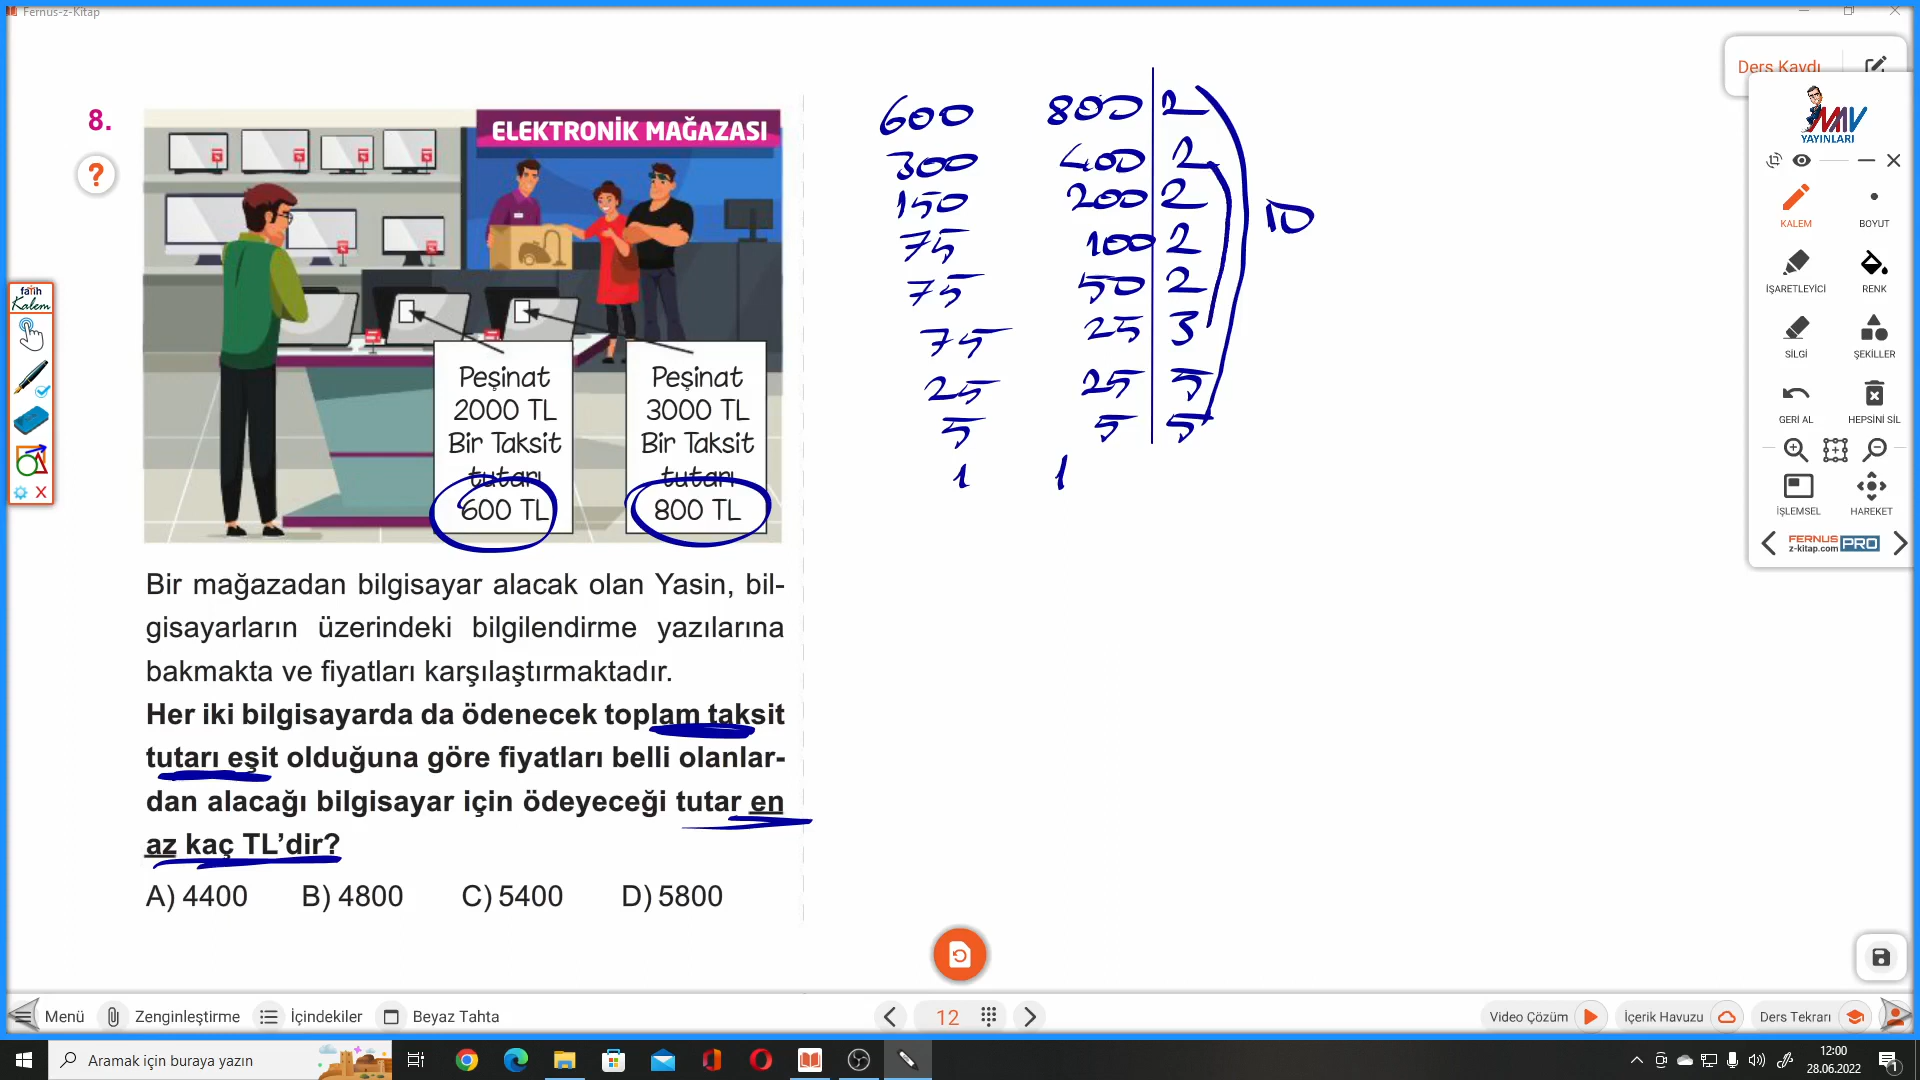 Fernus-z-Kitap
8.
?
ELEKTRONİK MAĞAZASI
Peşinat
2000 TL
Bir Taksit
tutarı
600 TL
Peşinat
3000 TL
Bir Taksit
tutarı
800 TL
Bir mağazadan bilgisayar alacak olan Yasin, bil-
gisayarların üzerindeki bilgilendirme yazılarına
bakmakta ve fiyatları karşılaştırmaktadır.
Her iki bilgisayarda da ödenecek toplam taksit
tutarı eşit olduğuna göre fiyatları belli olanlar-
dan alacağı bilgisayar için ödeyeceği tutar en
az kaç TL'dir?
A) 4400 B) 4800 C) 5400 D) 5800
600 800 2
300 400 2
150 200 2
75 100 2
75 50 2
75 25 3
25 25 5
5 5 5
1 1
10
fatih
Kalem
X
Ders Kaydı
MAV
YAYINLARI
KALEM BOYUT
İŞARETLEYİCİ RENK
SİLGİ ŞEKİLLER
GERİ AL HEPSİNİ SİL
İŞLEMSEL HAREKET
FERNUS
z-kitap.com PRO
Menü Zenginleştirme İçindekiler Beyaz Tahta 12 Video Çözüm İçerik Havuzu Ders Tekrarı
Aramak için buraya yazın
12:00
28.06.2022
1